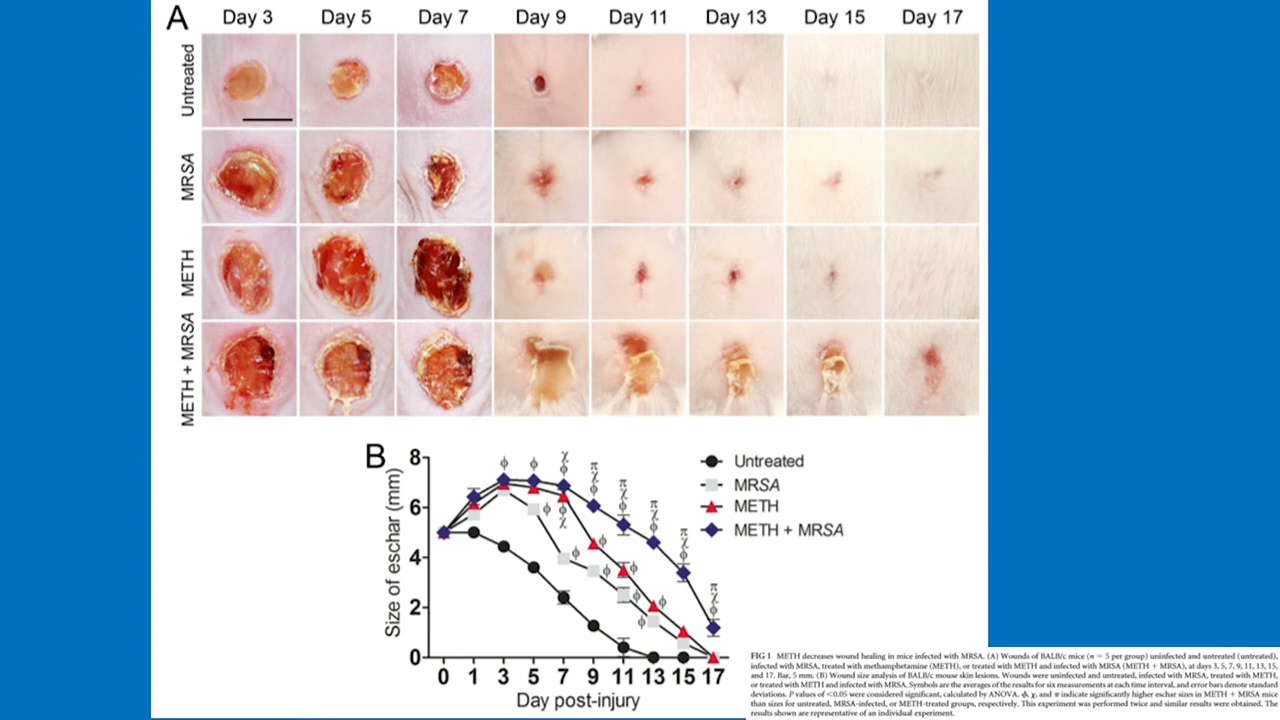 A
Day 3 Day 5 Day 7 Day 9 Day 11 Day 13 Day 15 Day 17
Untreated
MRSA
METH
METH + MRSA
B
Size of eschar (mm)
8
6
4
2
0
ϕ
ϕ
χ
ϕ
π
χ
ϕ
π
χ
ϕ
π
χ
ϕ
π
χ
ϕ
π
χ
ϕ
ϕ
ϕ
χ
ϕ
ϕ
ϕ
ϕ
ϕ
ϕ
ϕ
0 1 3 5 7 9 11 13 15 17
Day post-injury
Untreated
MRSA
METH
METH + MRSA
FIG 1 METH decreases wound healing in mice infected with MRSA. (A) Wounds of BALB/c mice (n = 5 per group) uninfected and untreated (untreated),
infected with MRSA, treated with methamphetamine (METH), or treated with METH and infected with MRSA (METH + MRSA), at days 3, 5, 7, 9, 11, 13, 15,
and 17. Bar, 5 mm. (B) Wound size analysis of BALB/c mouse skin lesions. Wounds were uninfected and untreated, infected with MRSA, treated with METH,
or treated with METH and infected with MRSA. Symbols are the averages of the results for six measurements at each time interval, and error bars denote standard
deviations. P values of <0.05 were considered significant, calculated by ANOVA. ϕ, χ, and π indicate significantly higher eschar sizes in METH + MRSA mice
than sizes for untreated, MRSA-infected, or METH-treated groups, respectively. This experiment was performed twice and similar results were obtained. The
results shown are representative of an individual experiment.